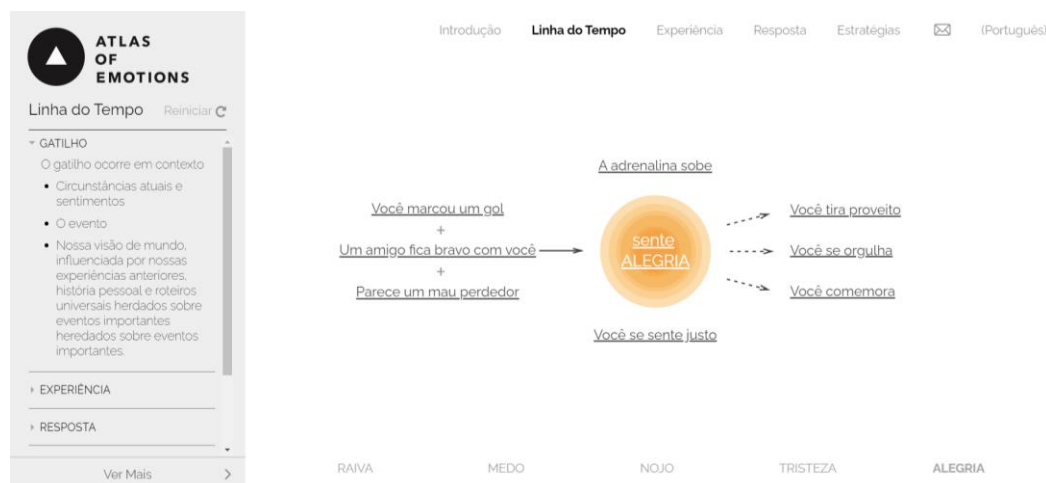 ATLAS
OF
EMOTIONS
Linha do Tempo Reiniciar
GATILHO
O gatilho ocorre em contexto
• Circunstâncias atuais e
sentimentos
• O evento
• Nossa visão de mundo,
influenciada por nossas
experiências anteriores,
história pessoal e roteiros
universais herdados sobre
eventos importantes
heredados sobre eventos
importantes.
EXPERIÊNCIA
RESPOSTA
Ver Mais
Introdução Linha do Tempo Experiência Resposta Estratégias (Português)
A adrenalina sobe
Você marcou um gol
+
Um amigo fica bravo com você
+
Parece um mau perdedor
sente
ALEGRIA
Você se sente justo
Você tira proveito
Você se orgulha
Você comemora
RAIVA MEDO NOJO TRISTEZA ALEGRIA